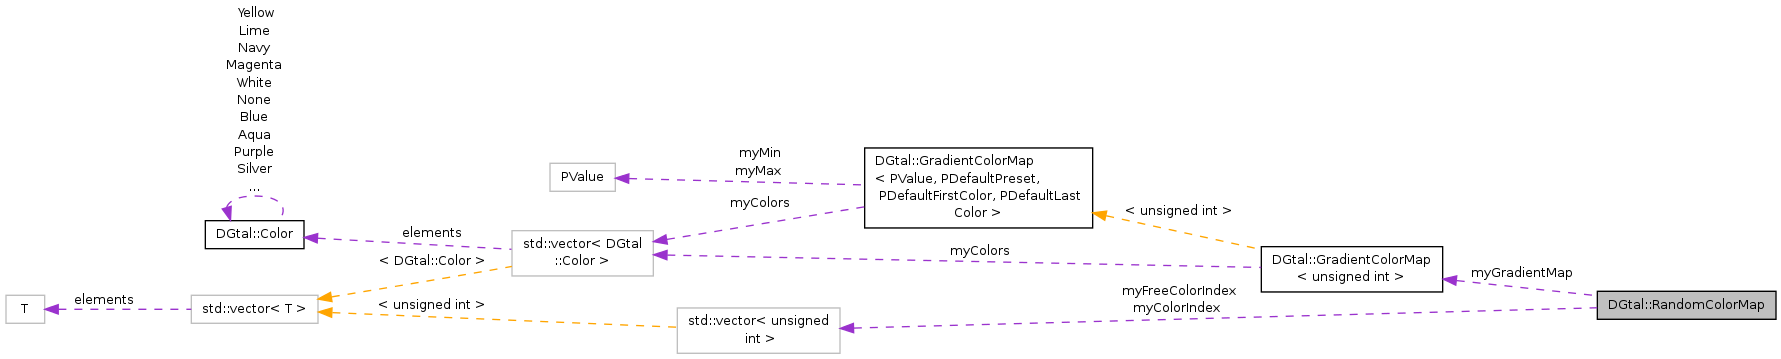 Yellow
Lime
Navy
Magenta
White
None
Blue
Aqua
Purple
Silver
...
DGtal::Color
T
elements
std::vector< T >
elements
< DGtal::Color >
< unsigned int >
PValue
std::vector< DGtal
::Color >
myMin
myMax
myColors
std::vector< unsigned
int >
DGtal::GradientColorMap
< PValue, PDefaultPreset,
PDefaultFirstColor, PDefaultLast
Color >
myColors
< unsigned int >
DGtal::GradientColorMap
< unsigned int >
myFreeColorIndex
myColorIndex
myGradientMap
DGtal::RandomColorMap